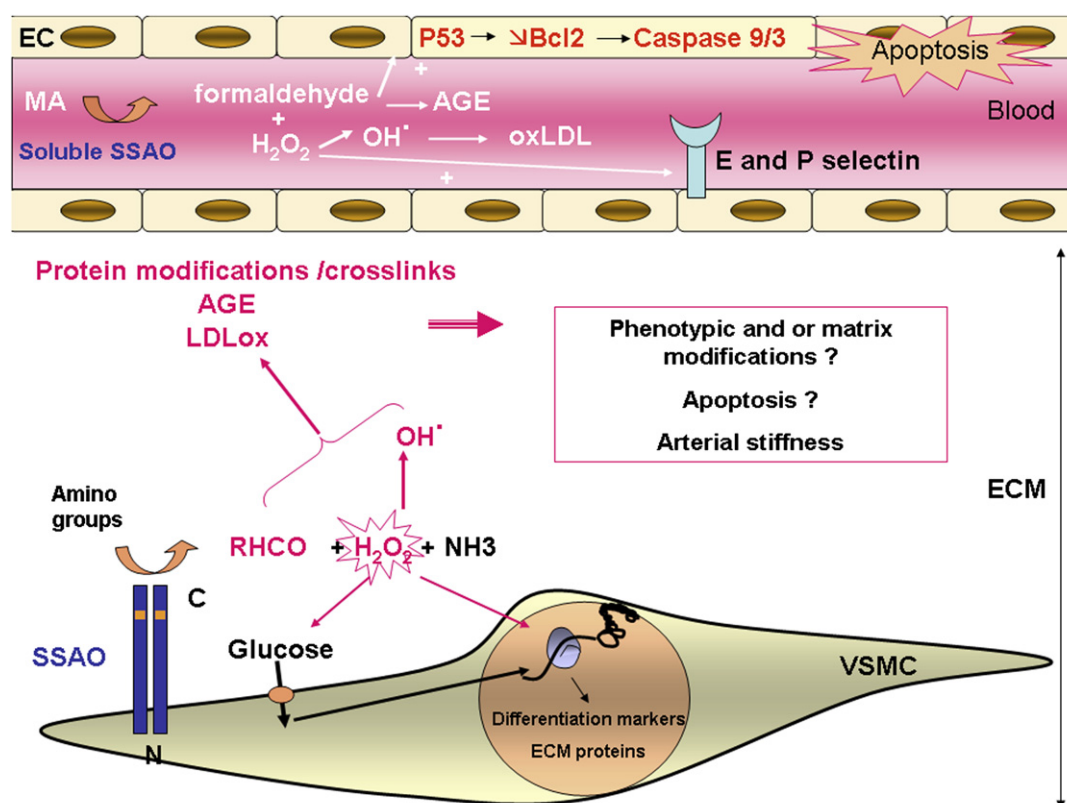 EC
P53 → ↘Bcl2 → Caspase 9/3
Apoptosis
+
MA
formaldehyde
AGE
Blood
+
Soluble SSAO
H₂O₂
OH˙
oxLDL
+
E and P selectin
Protein modifications /crosslinks
AGE
LDLox
Phenotypic and or matrix
modifications ?
Apoptosis ?
Arterial stiffness
OH˙
ECM
Amino
groups
RHCO + H₂O₂ + NH3
C
SSAO
Glucose
VSMC
Differentiation markers
ECM proteins
N